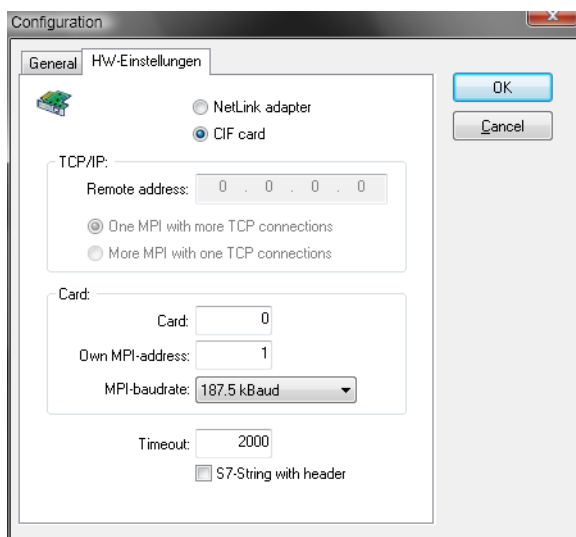 Configuration
General HW-Einstellungen
NetLink adapter
CIF card
OK
Cancel
TCP/IP:
Remote address: 0 . 0 . 0 . 0
One MPI with more TCP connections
More MPI with one TCP connections
Card:
Card: 0
Own MPI-address: 1
MPI-baudrate: 187.5 kBaud
Timeout: 2000
S7-String with header